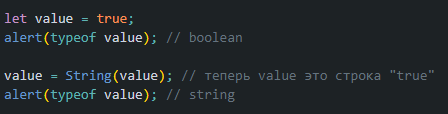 let value = true;
alert(typeof value); // boolean
value = String(value); // теперь value это строка "true"
alert(typeof value); // string